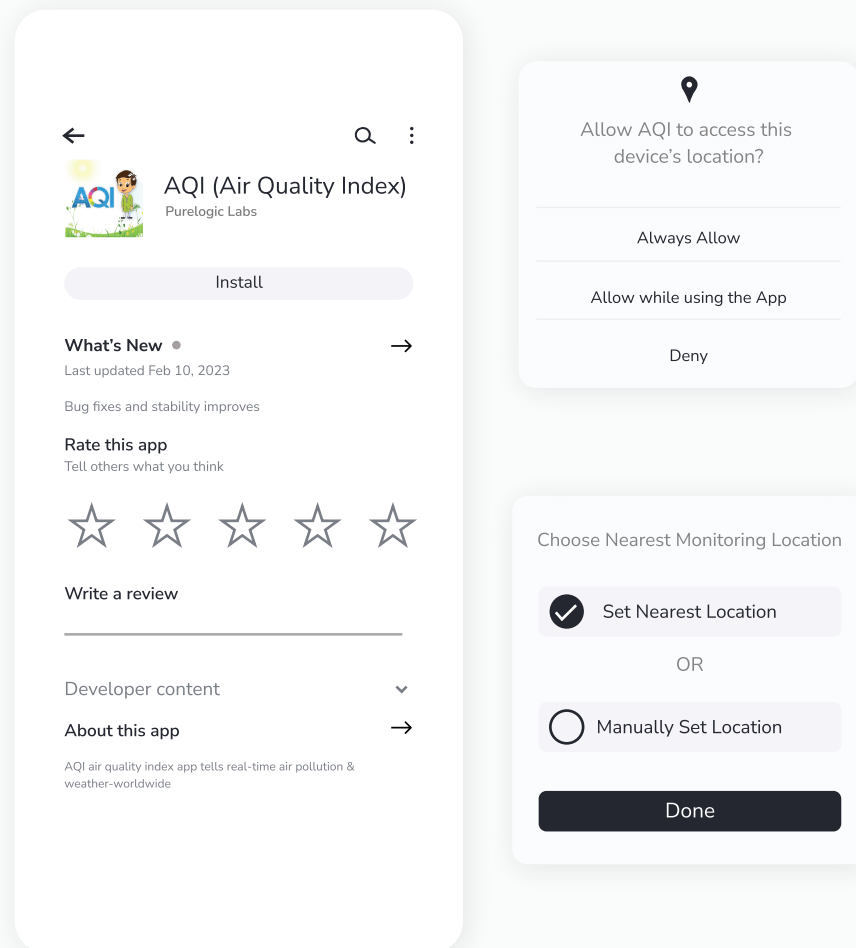 AQI
AQI (Air Quality Index)
Purelogic Labs
Install
What's New
Last updated Feb 10, 2023
Bug fixes and stability improves
Rate this app
Tell others what you think
Write a review
Developer content
About this app
AQI air quality index app tells real-time air pollution &
weather-worldwide
Allow AQI to access this
device's location?
Always Allow
Allow while using the App
Deny
Choose Nearest Monitoring Location
Set Nearest Location
OR
Manually Set Location
Done